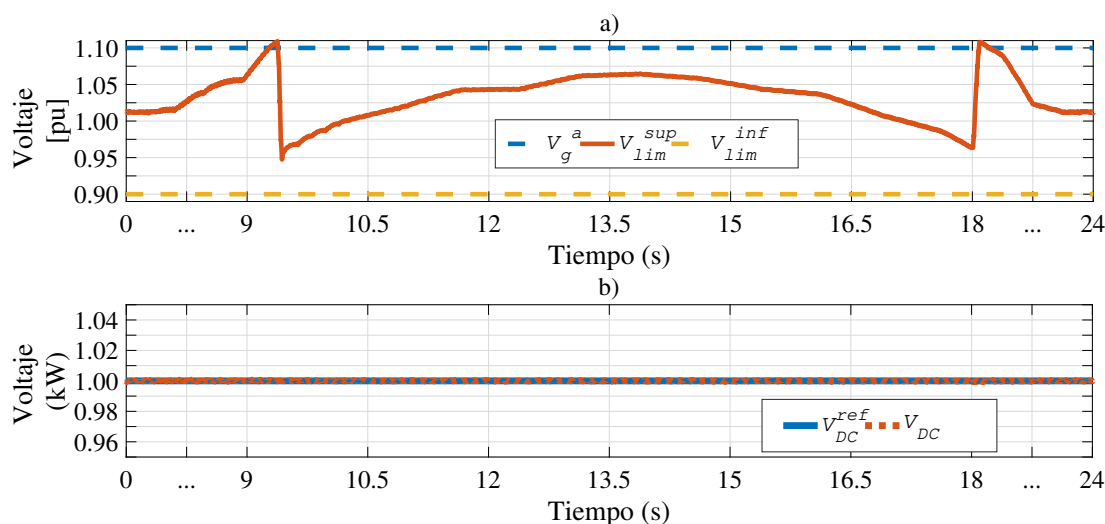 a)
Voltaje
[pu]
1.10
1.05
1.00
0.95
0.90
V_g^a V_lim^sup V_lim^inf
0 ... 9 10.5 12 13.5 15 16.5 18 ... 24
Tiempo (s)
b)
Voltaje
(kW)
1.04
1.02
1.00
0.98
0.96
V_DC^ref V_DC
0 ... 9 10.5 12 13.5 15 16.5 18 ... 24
Tiempo (s)